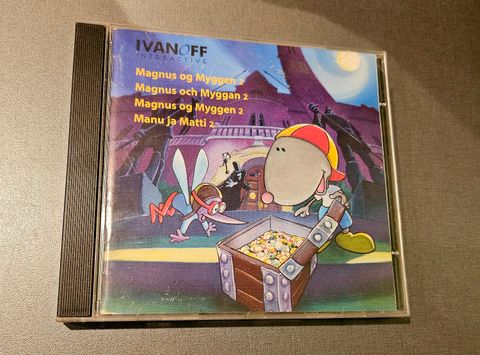 IVANOFF
INTERACTIVE
Magnus og Myggen 2
Magnus och Myggan 2
Magnus og Myggen 2
Manu ja Matti 2